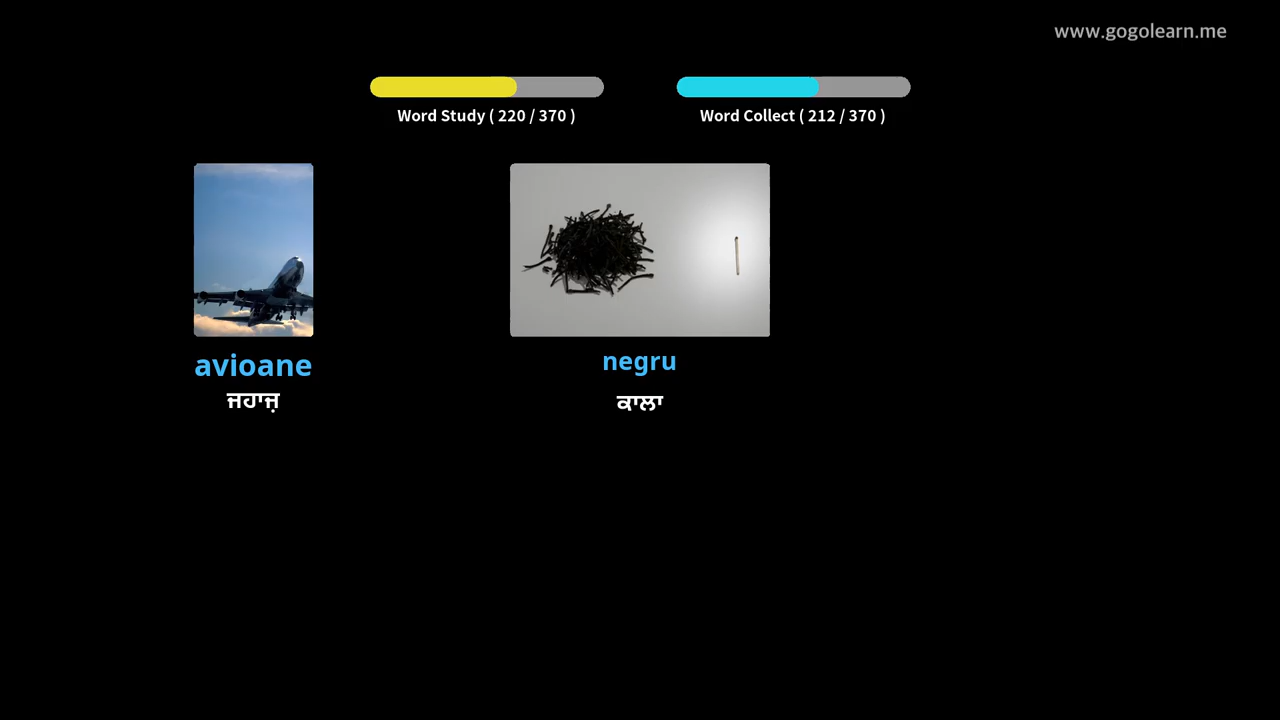 www.gogolearn.me
Word Study ( 220 / 370 )
Word Collect ( 212 / 370 )
avioane
ਜਹਾਜ਼
negru
ਕਾਲਾ